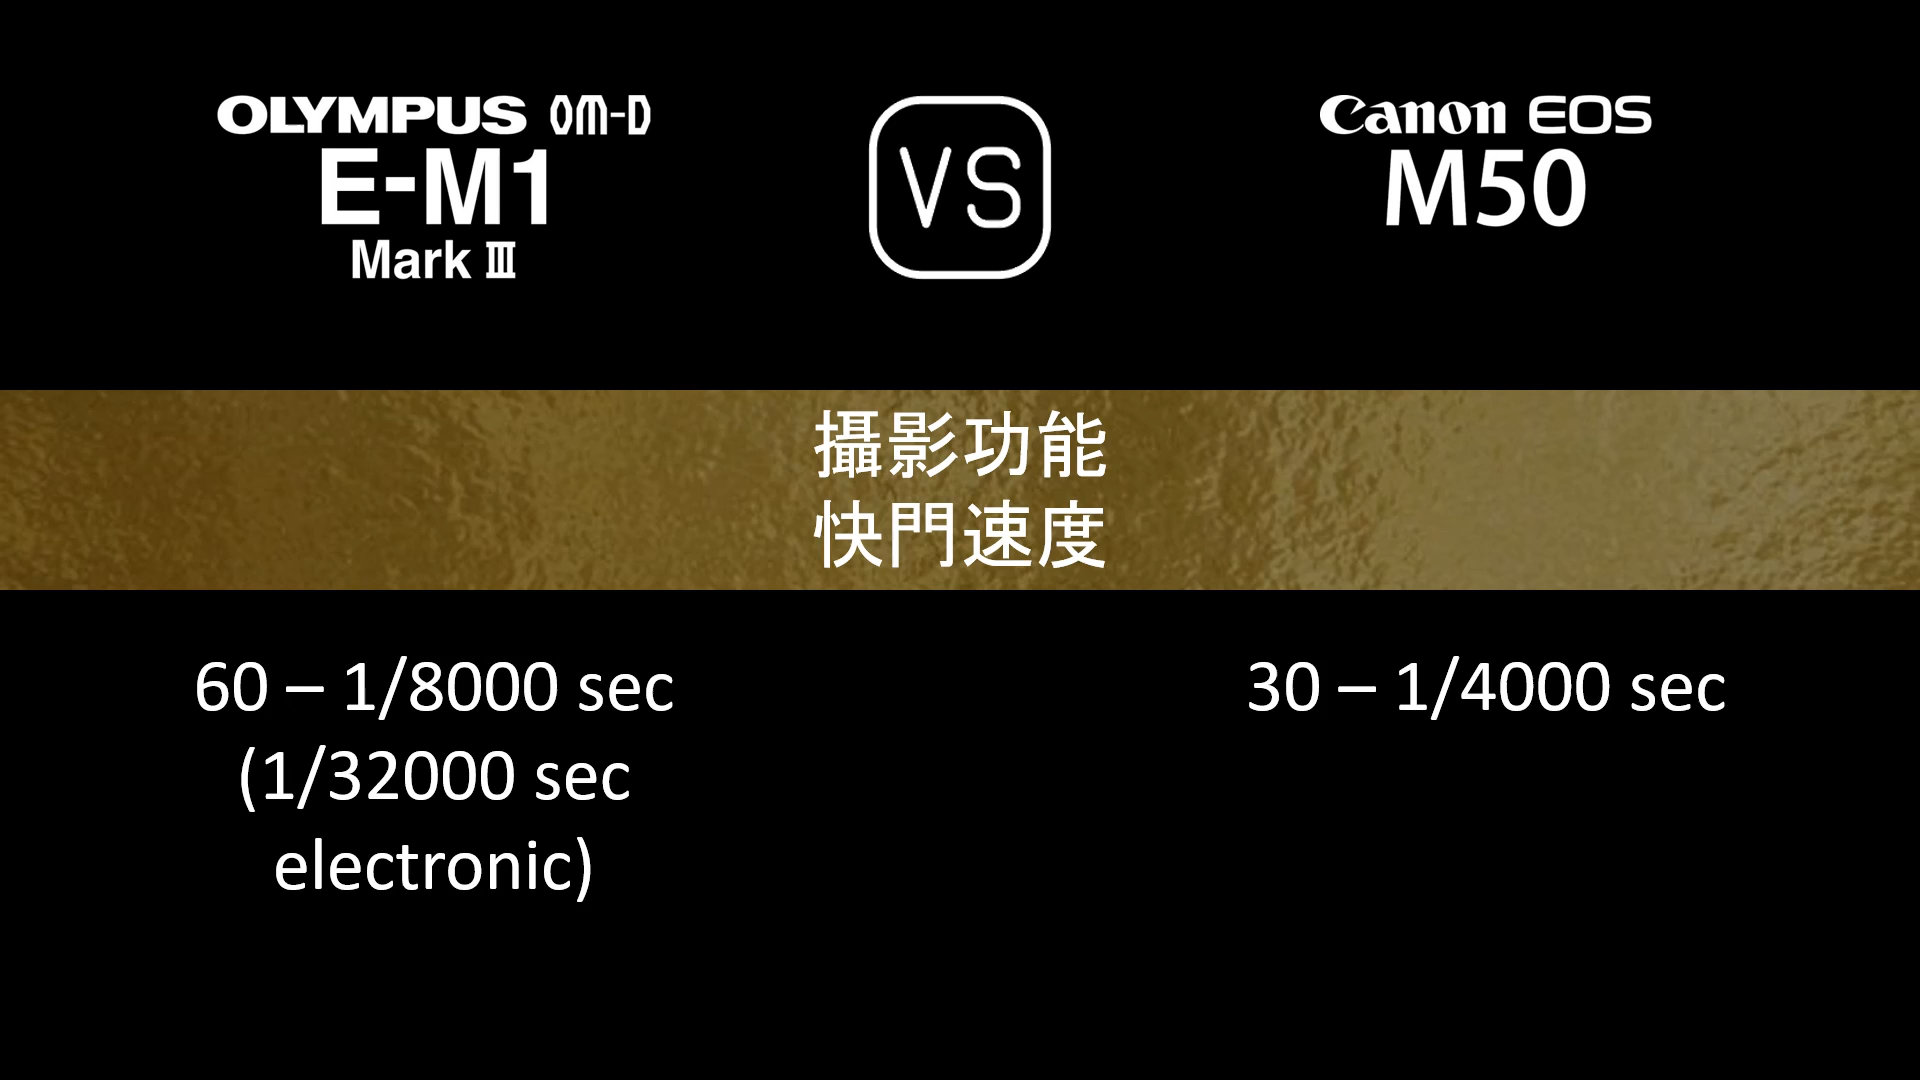 OLYMPUS OM-D
E-M1
Mark III
VS
Canon EOS
M50
攝影功能
快門速度
60 – 1/8000 sec
(1/32000 sec
electronic)
30 – 1/4000 sec